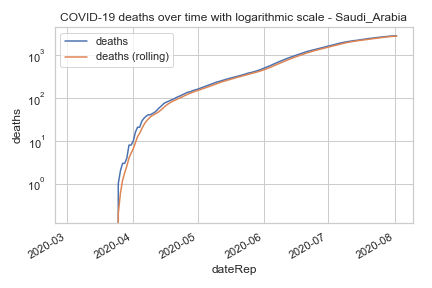 COVID-19 deaths over time with logarithmic scale - Saudi_Arabia
deaths
deaths (rolling)
10³
10²
10¹
10⁰
deaths
2020-03
2020-04
2020-05
2020-06
2020-07
2020-08
dateRep